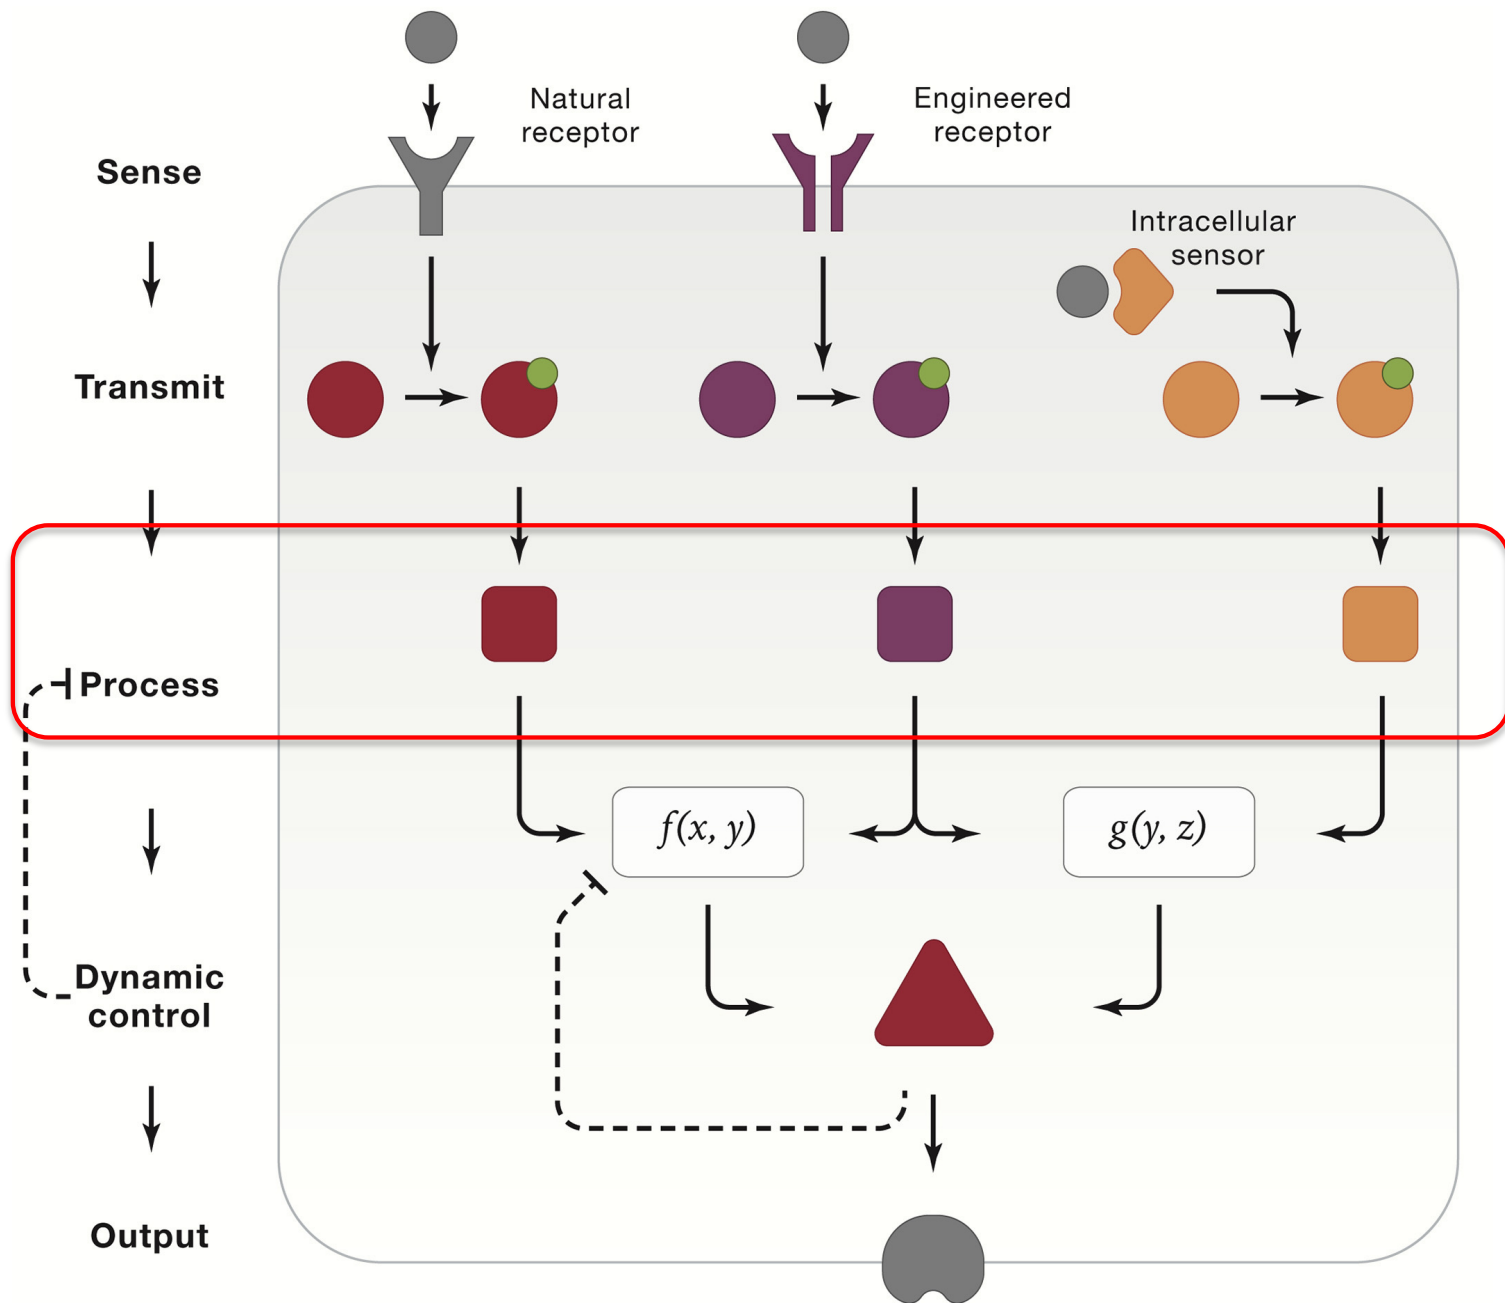 Natural
receptor
Engineered
receptor
Sense
Intracellular
sensor
Transmit
Process
f(x, y)
g(y, z)
Dynamic
control
Output